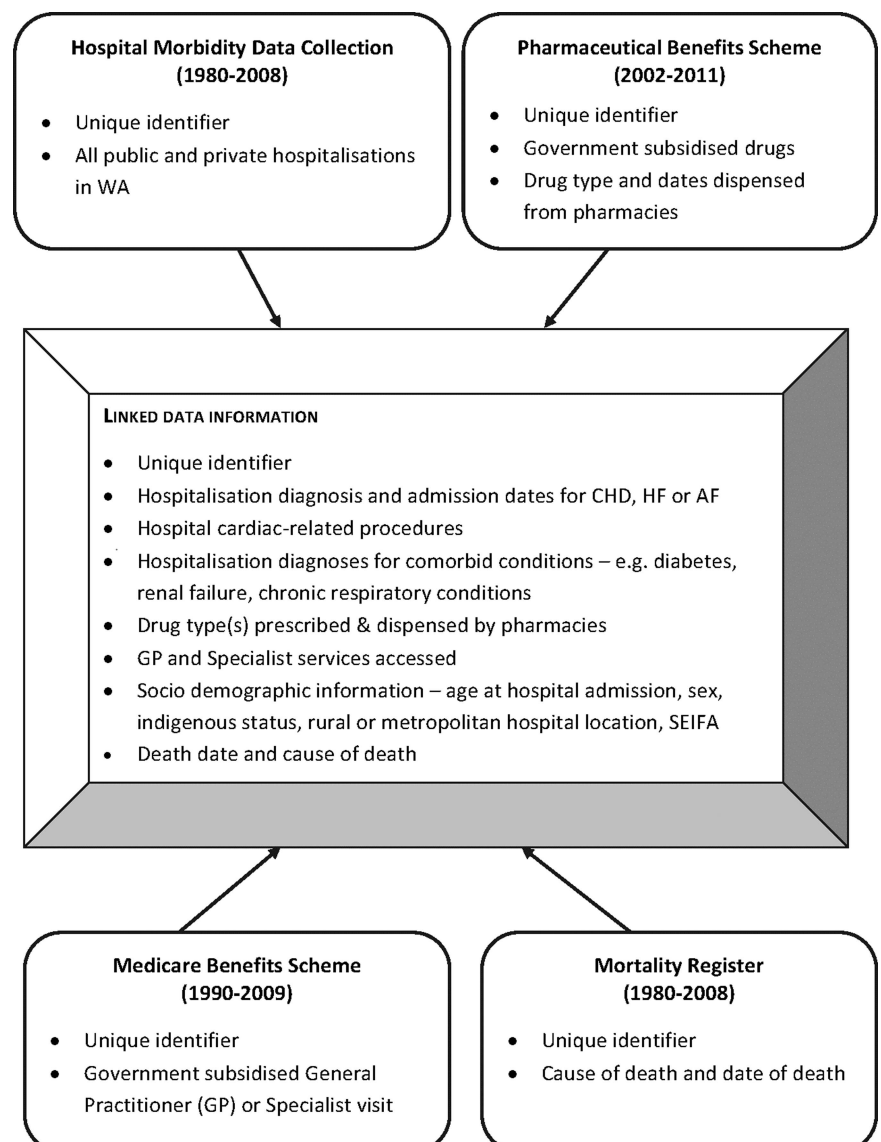 Hospital Morbidity Data Collection
(1980-2008)
• Unique identifier
• All public and private hospitalisations
in WA
Pharmaceutical Benefits Scheme
(2002-2011)
• Unique identifier
• Government subsidised drugs
• Drug type and dates dispensed
from pharmacies
LINKED DATA INFORMATION
• Unique identifier
• Hospitalisation diagnosis and admission dates for CHD, HF or AF
• Hospital cardiac-related procedures
• Hospitalisation diagnoses for comorbid conditions – e.g. diabetes,
renal failure, chronic respiratory conditions
• Drug type(s) prescribed & dispensed by pharmacies
• GP and Specialist services accessed
• Socio demographic information – age at hospital admission, sex,
indigenous status, rural or metropolitan hospital location, SEIFA
• Death date and cause of death
Medicare Benefits Scheme
(1990-2009)
• Unique identifier
• Government subsidised General
Practitioner (GP) or Specialist visit
Mortality Register
(1980-2008)
• Unique identifier
• Cause of death and date of death